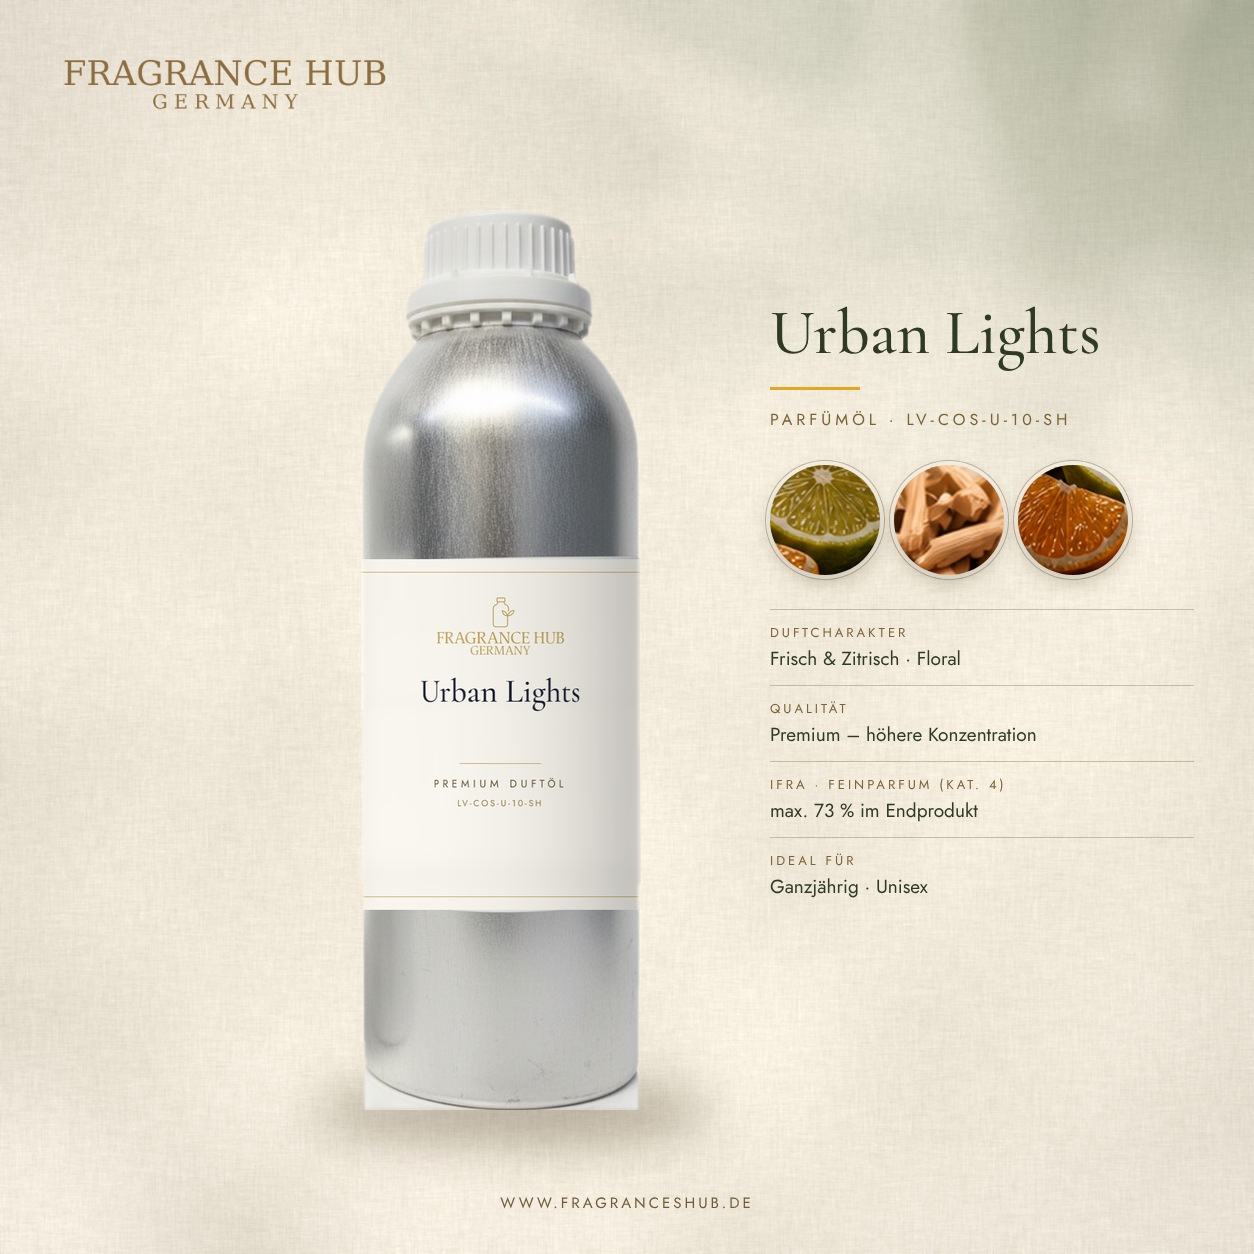 FRAGRANCE HUB
GERMANY
Urban Lights
PARFÜMÖL · LV-COS-U-10-SH
DUFTCHARAKTER
Frisch & Zitrisch · Floral
QUALITÄT
Premium – höhere Konzentration
IFRA · FEINPARFUM (KAT. 4)
max. 73 % im Endprodukt
IDEAL FÜR
Ganzjährig · Unisex
FRAGRANCE HUB
GERMANY
Urban Lights
PREMIUM DUFTÖL
LV-COS-U-10-SH
WWW.FRAGRANCESHUB.DE